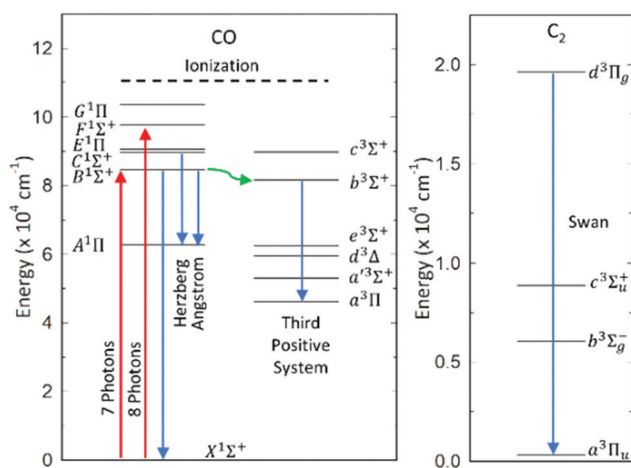 CO
Ionization
12
10
8
6
4
2
0
Energy (x 10⁴ cm⁻¹)
G¹Π
F¹Σ⁺
E¹Π
C¹Σ⁺
B¹Σ⁺
A¹Π
X¹Σ⁺
7 Photons
8 Photons
Herzberg
Angstrom
c³Σ⁺
b³Σ⁺
e³Σ⁺
d³Δ
a'³Σ⁺
a³Π
Third
Positive
System
C₂
2.0
1.5
1.0
0.5
0.0
Energy (x 10⁴ cm⁻¹)
d³Π_g
Swan
c³Σ_u⁺
b³Σ_g⁻
a³Π_u